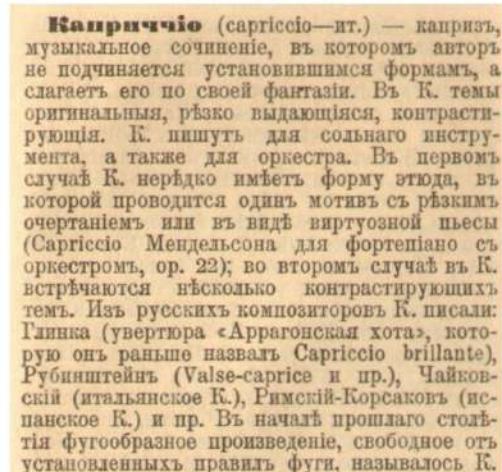 Каприччіо (capriccio—ит.) — капризъ,
музыкальное сочиненіе, въ которомъ авторъ
не подчиняется установившимся формамъ, а
слагаетъ его по своей фантазіи. Въ К. темы
оригинальныя, рѣзко выдающіяся, контрасти-
рующія. К. пишутъ для сольнаго инстру-
мента, а также для оркестра. Въ первомъ
случаѣ К. нерѣдко имѣетъ форму этюда, въ
которой проводится одинъ мотивъ съ рѣзкимъ
очертаніемъ или въ видѣ виртуозной пьесы
(Capriccio Мендельсона для фортепіано съ
оркестромъ, ор. 22); во второмъ случаѣ въ К.
встрѣчаются нѣсколько контрастирующихъ
темъ. Изъ русскихъ композиторовъ К. писали:
Глинка (увертюра «Аррагонская хота», кото-
рую онъ раньше назвалъ Capriccio brillante),
Рубинштейнъ (Valse-caprice и пр.), Чайков-
скій (итальянское К.), Римскій-Корсаковъ (ис-
панское К.) и пр. Въ началѣ прошлаго столѣ-
тія фугообразное произведеніе, свободное отъ
установленныхъ правилъ фуги, называлось К.